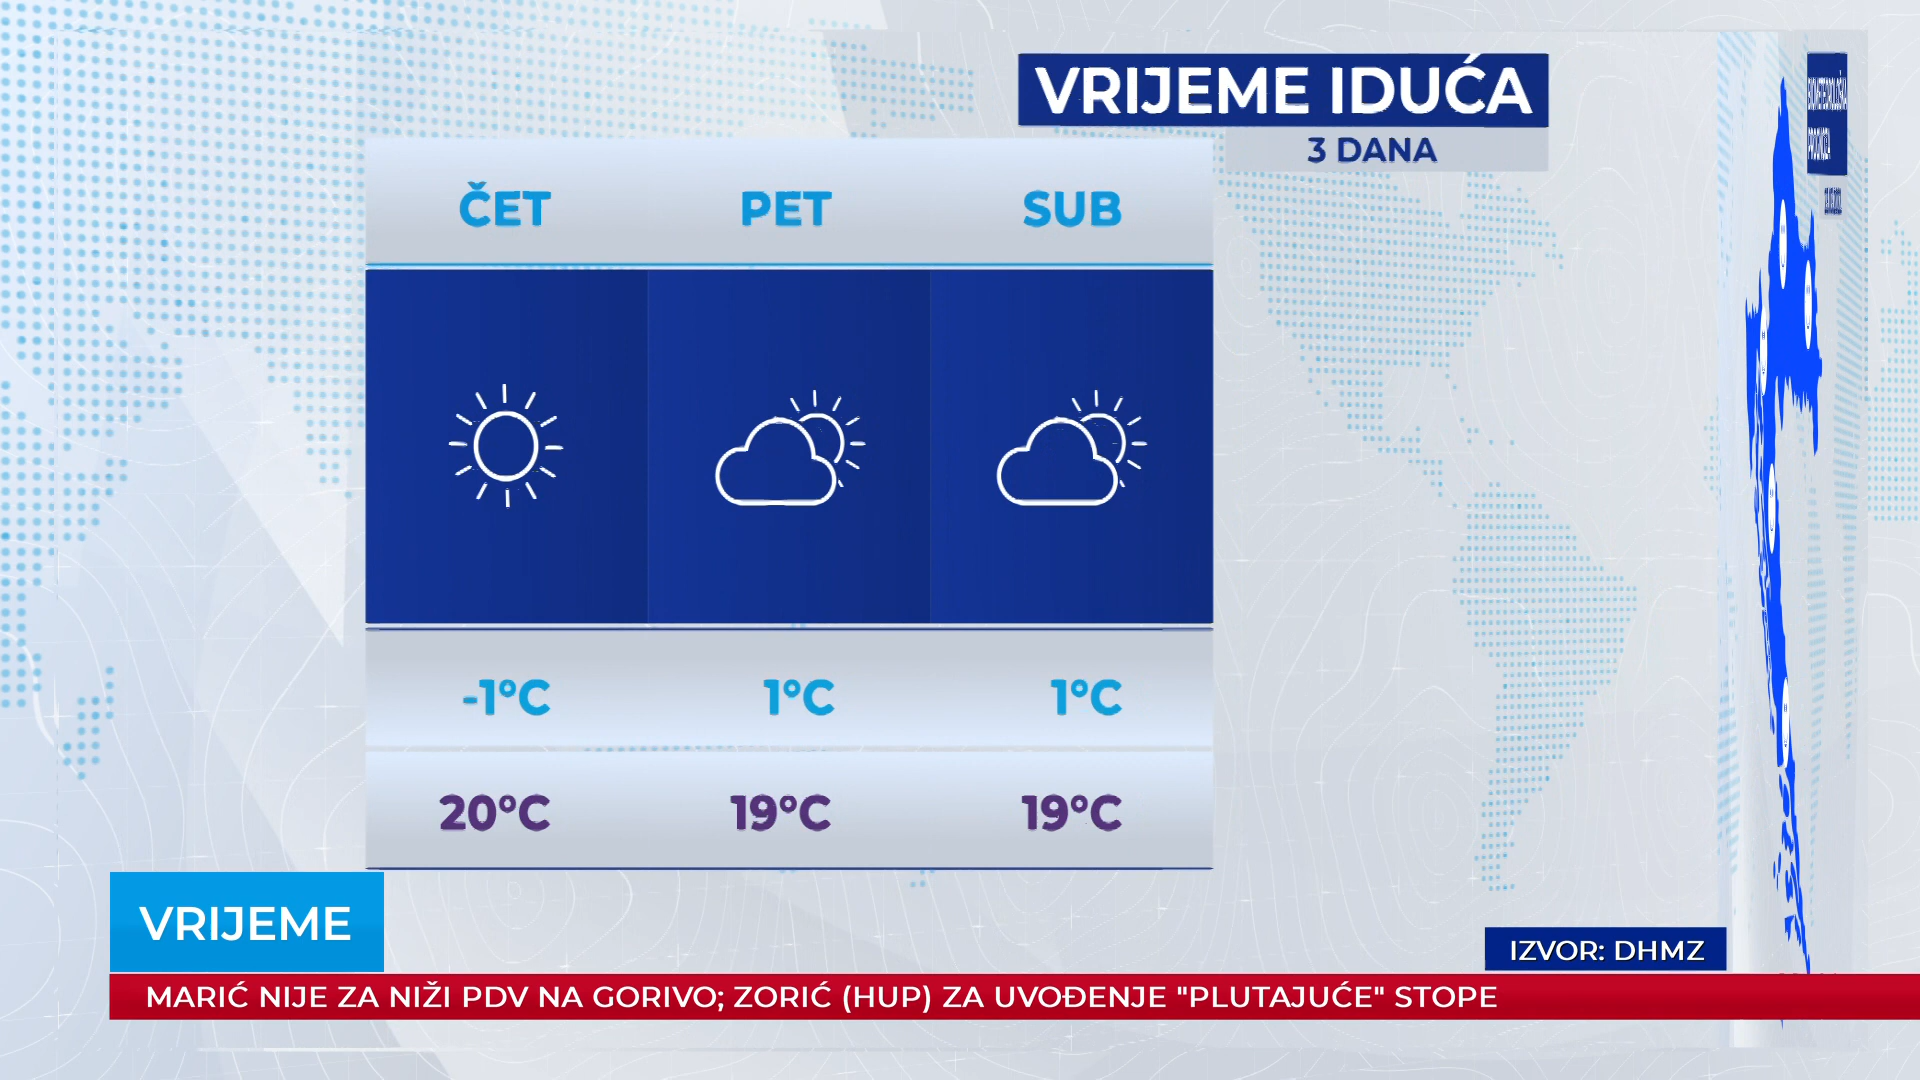 VRIJEME IDUĆA
3 DANA
ČET PET SUB
-1°C 1°C 1°C
20°C 19°C 19°C
VRIJEME
IZVOR: DHMZ
MARIĆ NIJE ZA NIŽI PDV NA GORIVO; ZORIĆ (HUP) ZA UVOĐENJE "PLUTAJUĆE" STOPE